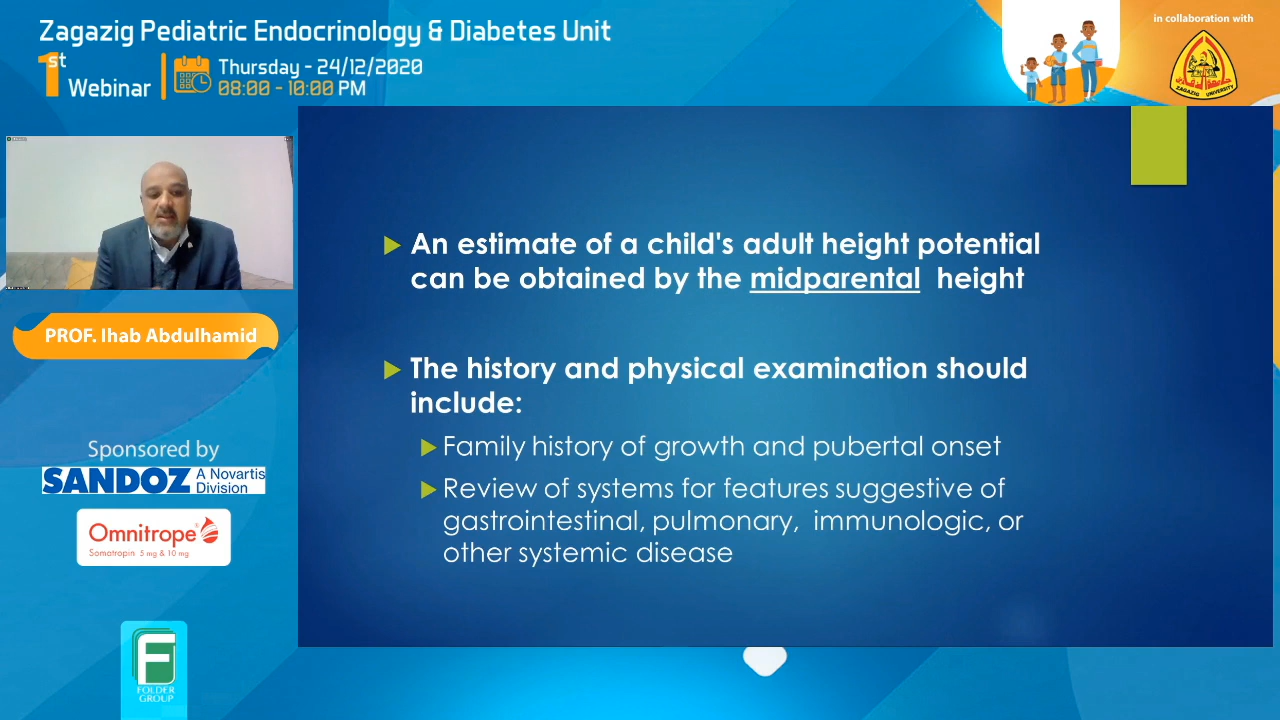 Zagazig Pediatric Endocrinology & Diabetes Unit
1st Webinar
Thursday - 24/12/2020
08:00 - 10:00 PM
in collaboration with
جامعة الزقازيق
ZAGAZIG UNIVERSITY
An estimate of a child's adult height potential
can be obtained by the midparental height
The history and physical examination should
include:
Family history of growth and pubertal onset
Review of systems for features suggestive of
gastrointestinal, pulmonary, immunologic, or
other systemic disease
PROF. Ihab Abdulhamid
Sponsored by
SANDOZ A Novartis
Division
Omnitrope®
Somatropin 5 mg & 10 mg
F
FOLDER
GROUP